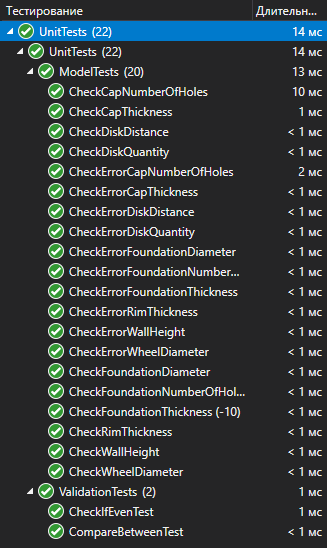 Тестирование Длительн...
UnitTests (22) 14 мс
UnitTests (22) 14 мс
ModelTests (20) 13 мс
CheckCapNumberOfHoles 10 мс
CheckCapThickness 1 мс
CheckDiskDistance < 1 мс
CheckDiskQuantity < 1 мс
CheckErrorCapNumberOfHoles 2 мс
CheckErrorCapThickness < 1 мс
CheckErrorDiskDistance < 1 мс
CheckErrorDiskQuantity < 1 мс
CheckErrorFoundationDiameter < 1 мс
CheckErrorFoundationNumber... < 1 мс
CheckErrorFoundationThickness < 1 мс
CheckErrorRimThickness < 1 мс
CheckErrorWallHeight < 1 мс
CheckErrorWheelDiameter < 1 мс
CheckFoundationDiameter < 1 мс
CheckFoundationNumberOfHol... < 1 мс
CheckFoundationThickness (-10) < 1 мс
CheckRimThickness < 1 мс
CheckWallHeight < 1 мс
CheckWheelDiameter < 1 мс
ValidationTests (2) 1 мс
CheckIfEvenTest 1 мс
CompareBetweenTest < 1 мс